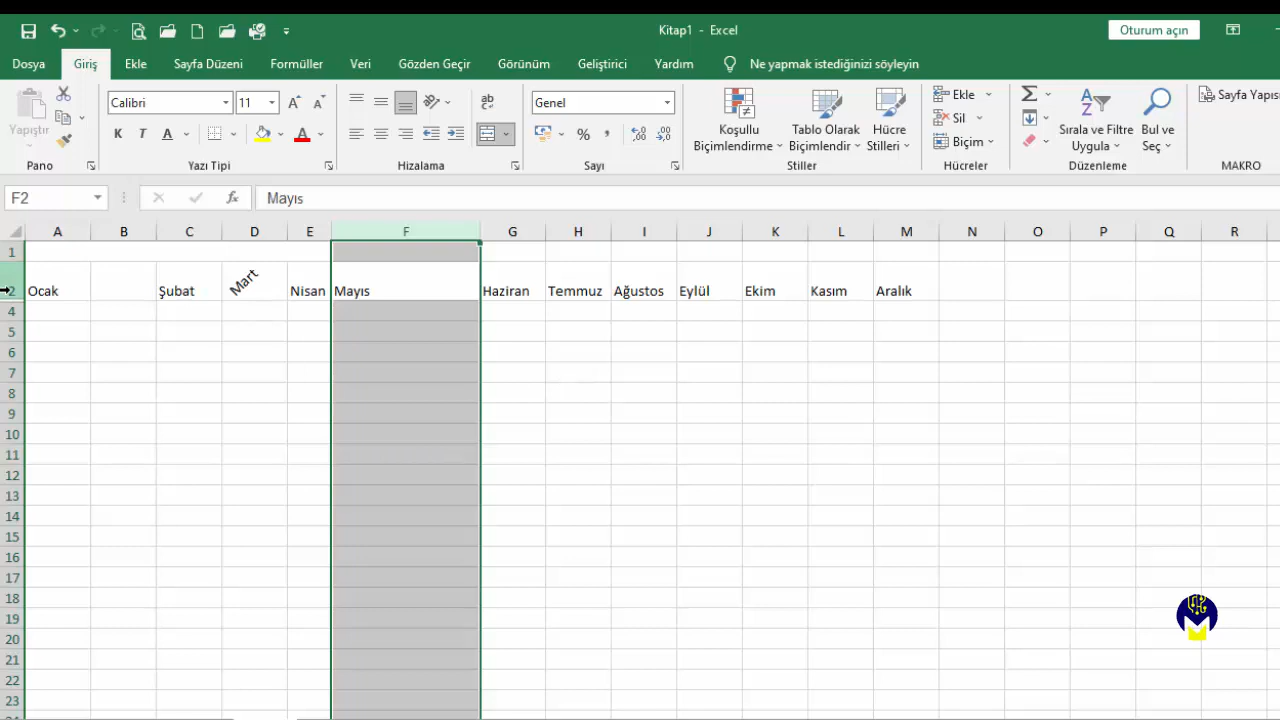 Kitap1 - Excel
Oturum açın
Dosya Giriş Ekle Sayfa Düzeni Formüller Veri Gözden Geçir Görünüm Geliştirici Yardım Ne yapmak istediğinizi söyleyin
Yapıştır
Pano
Calibri 11
K T A
Yazı Tipi
ab
Hizalama
Genel
%
Sayı
Koşullu Biçimlendirme
Tablo Olarak Biçimlendir
Hücre Stilleri
Stiller
Ekle
Sil
Biçim
Hücreler
Sırala ve Filtre Uygula
Bul ve Seç
Düzenleme
Sayfa Yapıs
MAKRO
F2 fx Mayıs
A B C D E F G H I J K L M N O P Q R
1
2 Ocak Şubat Mart Nisan Mayıs Haziran Temmuz Ağustos Eylül Ekim Kasım Aralık
4
5
6
7
8
9
10
11
12
13
14
15
16
17
18
19
20
21
22
23